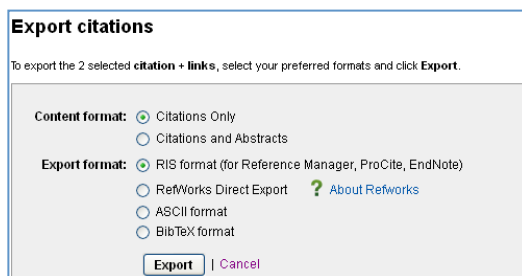 Export citations
To export the 2 selected citation + links, select your preferred formats and click Export.
Content format: Citations Only
Citations and Abstracts
Export format: RIS format (for Reference Manager, ProCite, EndNote)
RefWorks Direct Export ? About Refworks
ASCII format
BibTeX format
Export | Cancel